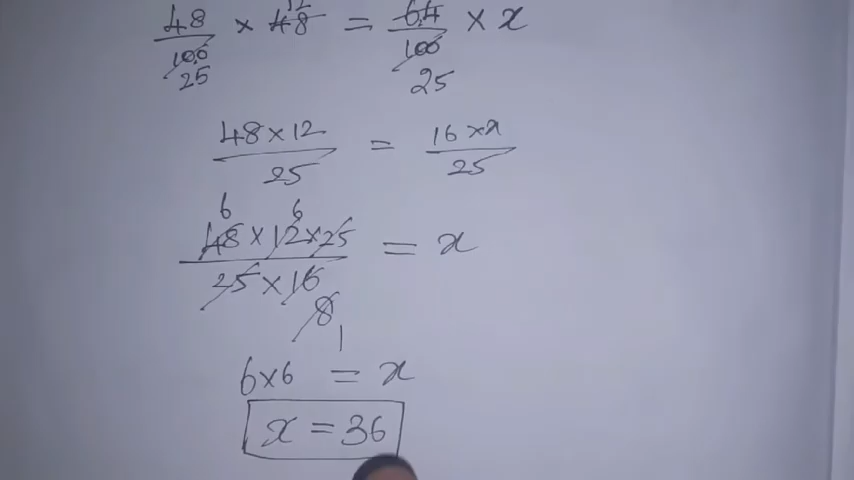 48/100 × 48 12 = 64/100 × x
25 25
48×12/25 = 16×x/25
6 6
48×12×25/25×16 = x
8
1
6×6 = x
x = 36